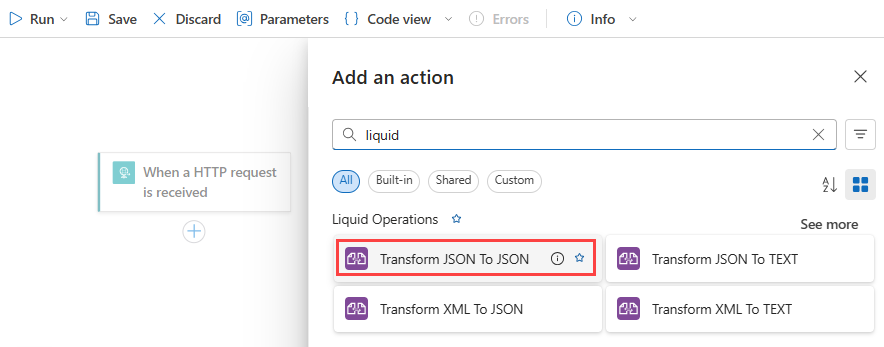 Run Save Discard Parameters Code view Errors Info
Add an action
liquid
When a HTTP request
is received
All Built-in Shared Custom
Liquid Operations
See more
Transform JSON To JSON
Transform JSON To TEXT
Transform XML To JSON
Transform XML To TEXT